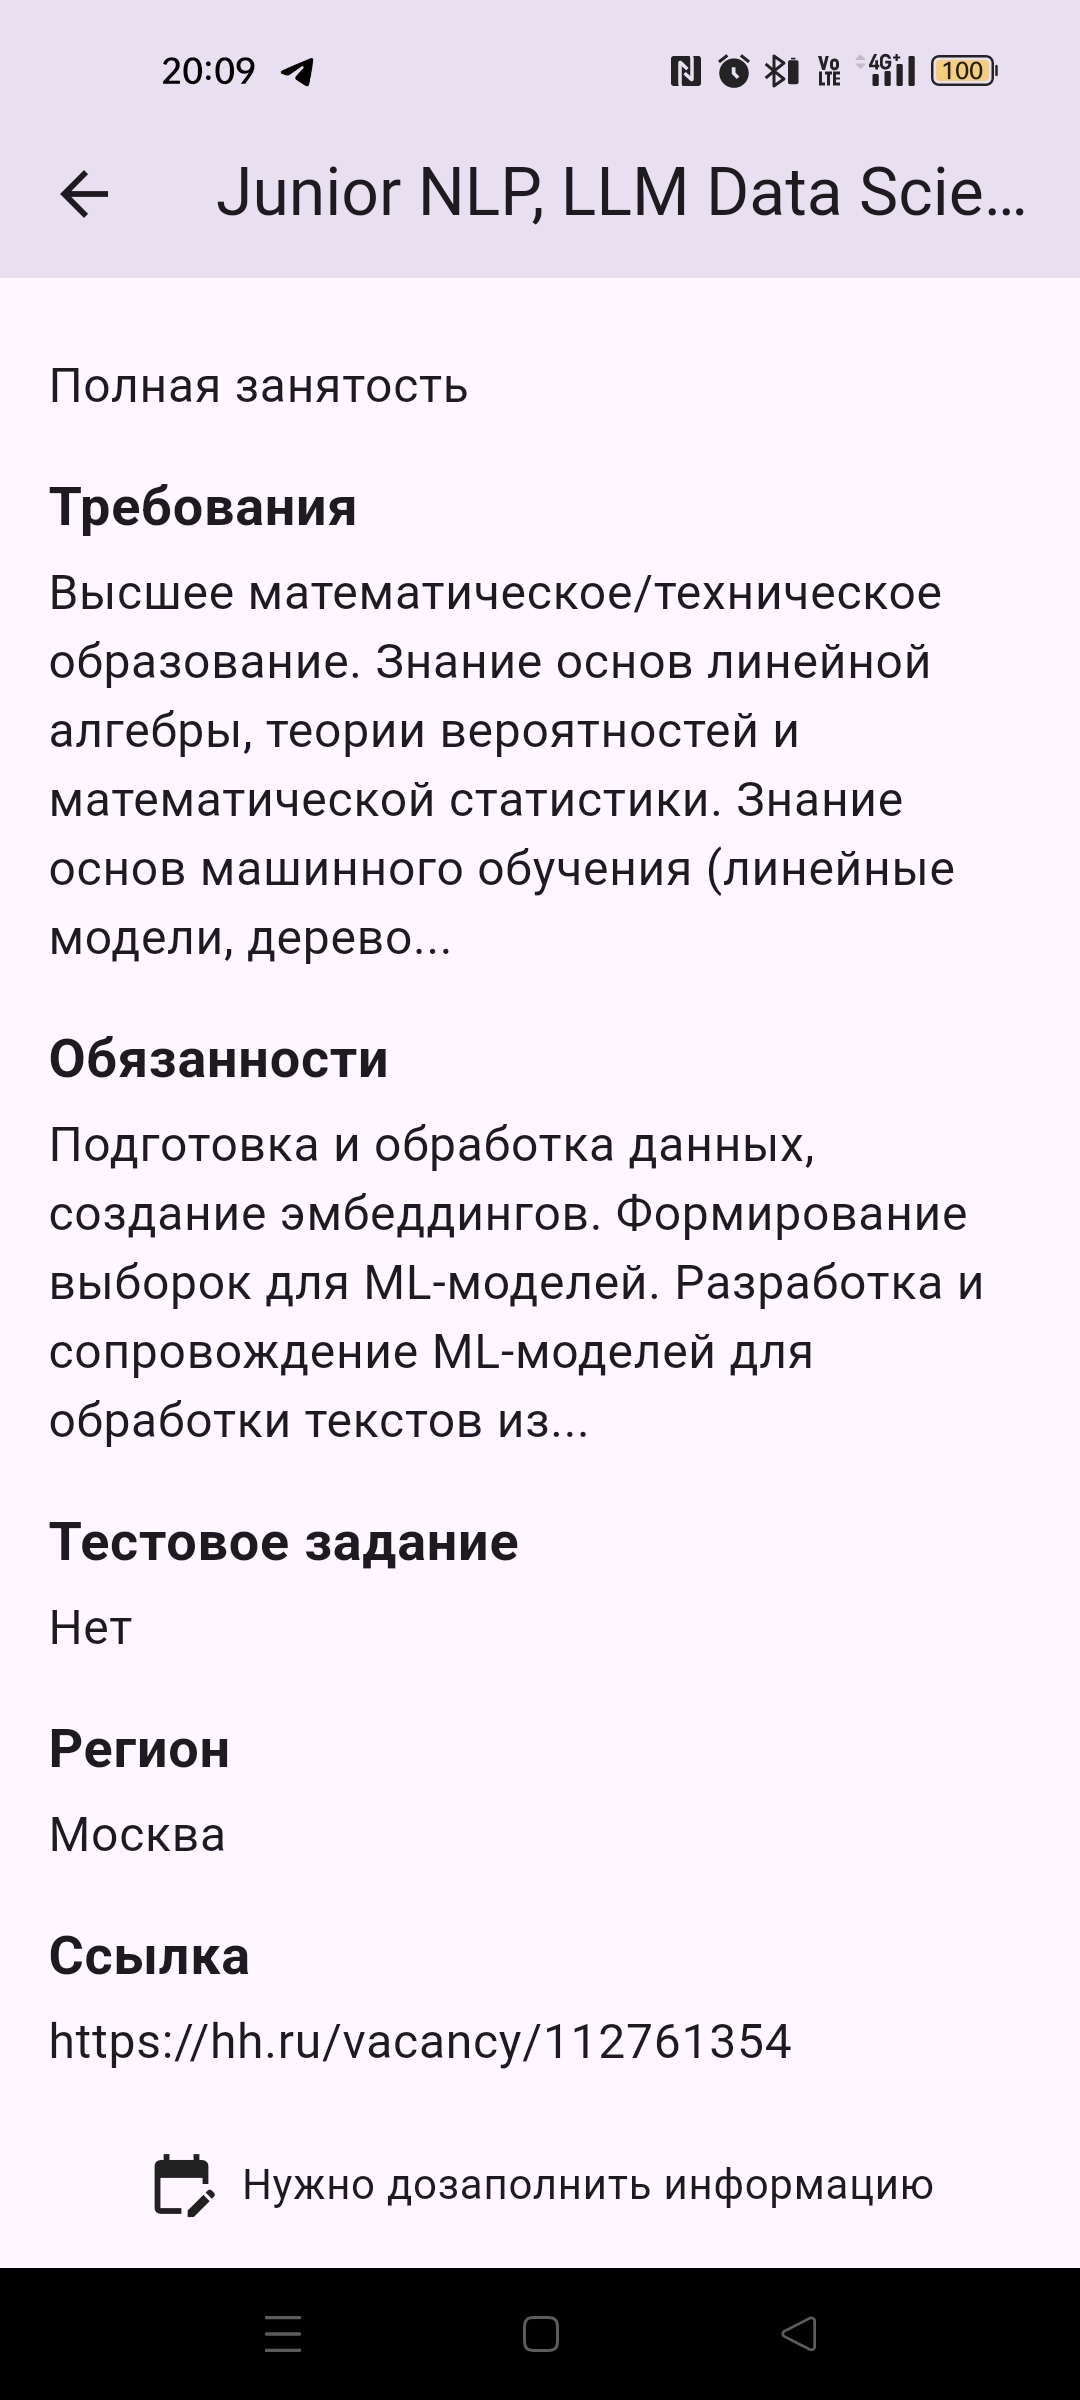 20:09
Vo
LTE
4G+
100
Junior NLP, LLM Data Scie...
Полная занятость
Требования
Высшее математическое/техническое
образование. Знание основ линейной
алгебры, теории вероятностей и
математической статистики. Знание
основ машинного обучения (линейные
модели, дерево...
Обязанности
Подготовка и обработка данных,
создание эмбеддингов. Формирование
выборок для ML-моделей. Разработка и
сопровождение ML-моделей для
обработки текстов из...
Тестовое задание
Нет
Регион
Москва
Ссылка
https://hh.ru/vacancy/112761354
Нужно дозаполнить информацию